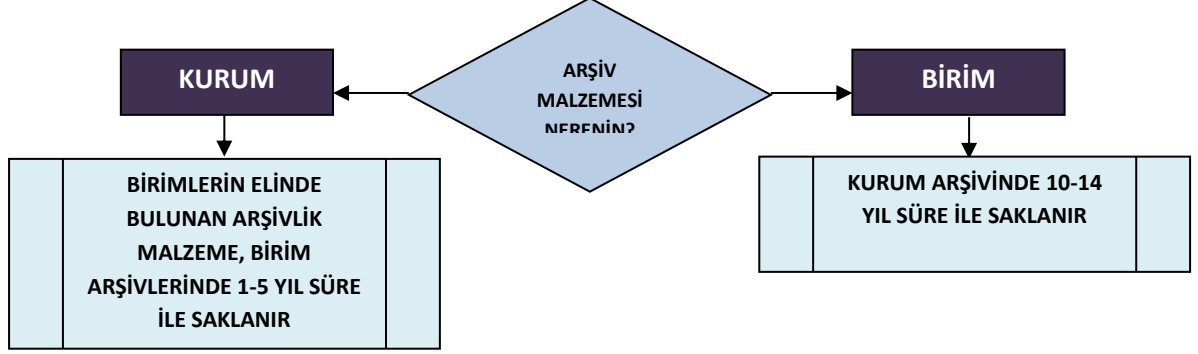 KURUM
ARŞİV
MALZEMESİ
NERENİN?
BİRİM
BİRİMLERİN ELİNDE
BULUNAN ARŞİVLİK
MALZEME, BİRİM
ARŞİVLERİNDE 1-5 YIL SÜRE
İLE SAKLANIR
KURUM ARŞİVİNDE 10-14
YIL SÜRE İLE SAKLANIR